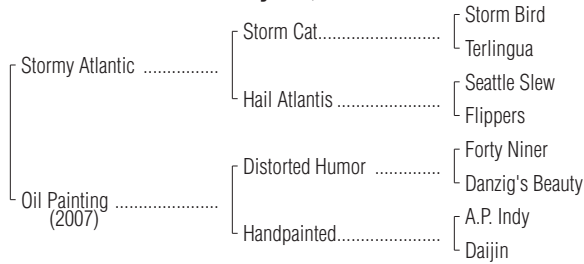 Storm Bird
Storm Cat....................
Terlingua
Stormy Atlantic ................
Seattle Slew
Hail Atlantis ......................
Flippers
Forty Niner
Distorted Humor ..............
Danzig's Beauty
Oil Painting ......................
(2007)
A.P. Indy
Handpainted......................
Daijin